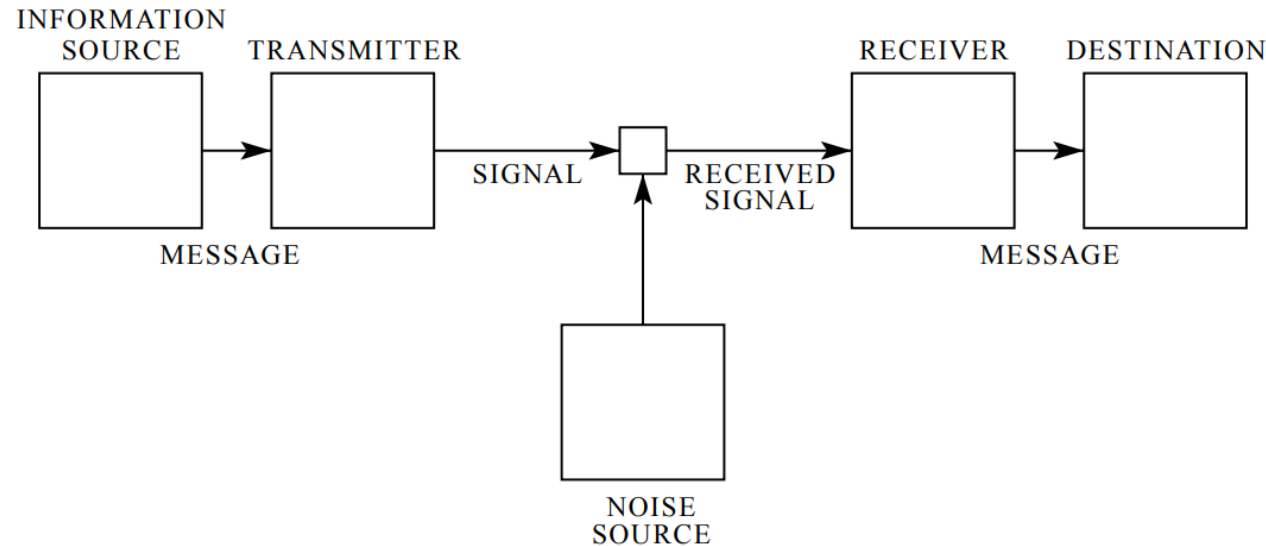 INFORMATION
SOURCE
TRANSMITTER
RECEIVER
DESTINATION
SIGNAL
RECEIVED
SIGNAL
MESSAGE
MESSAGE
NOISE
SOURCE